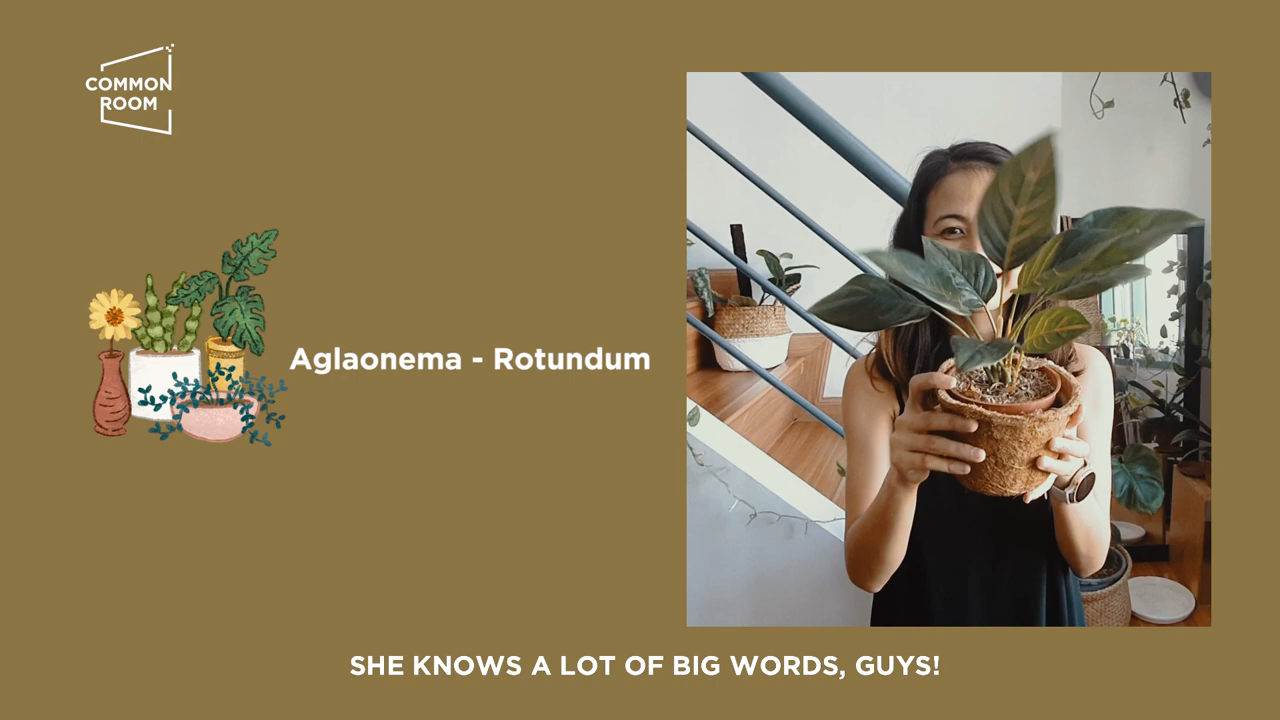 COMMON
ROOM
Aglaonema - Rotundum
SHE KNOWS A LOT OF BIG WORDS, GUYS!